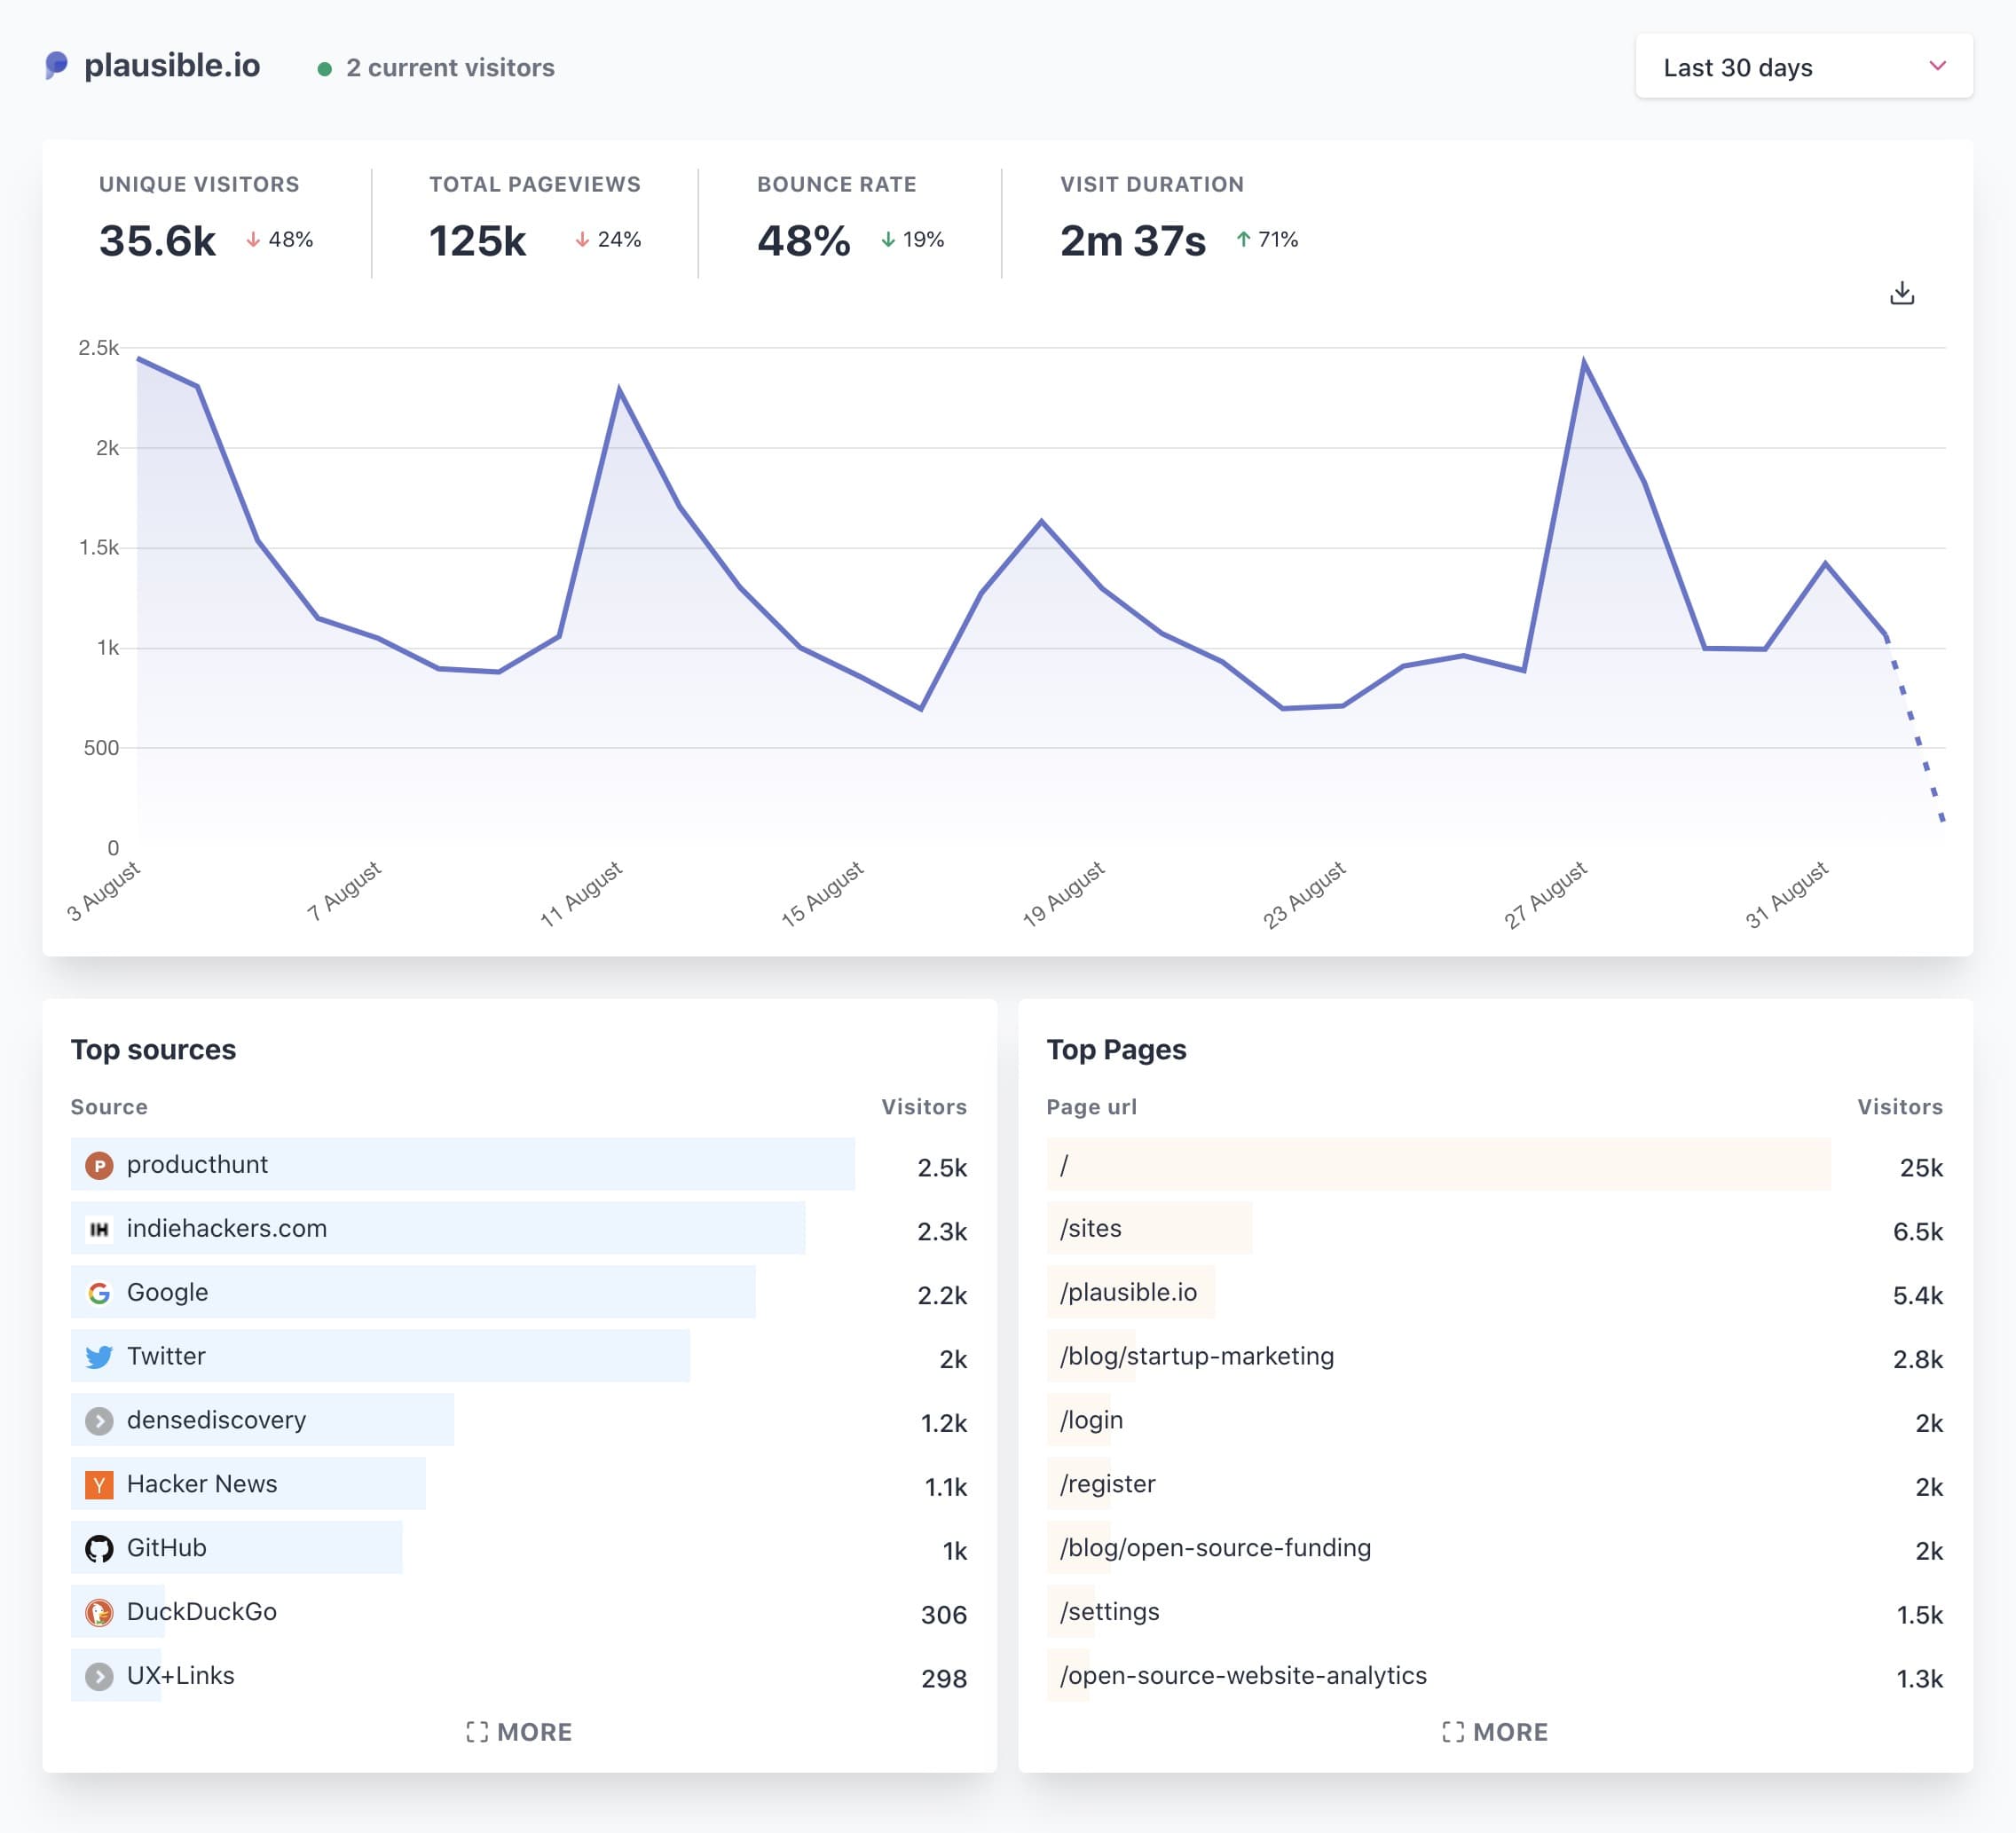 plausible.io 2 current visitors Last 30 days
UNIQUE VISITORS TOTAL PAGEVIEWS BOUNCE RATE VISIT DURATION
35.6k 48% 125k 24% 48% 19% 2m 37s 71%
2.5k
2k
1.5k
1k
500
0
3 August 7 August 11 August 15 August 19 August 23 August 27 August 31 August
Top sources
Source Visitors
P producthunt 2.5k
IH indiehackers.com 2.3k
G Google 2.2k
Twitter 2k
densediscovery 1.2k
Y Hacker News 1.1k
GitHub 1k
DuckDuckGo 306
UX+Links 298
MORE
Top Pages
Page url Visitors
/ 25k
/sites 6.5k
/plausible.io 5.4k
/blog/startup-marketing 2.8k
/login 2k
/register 2k
/blog/open-source-funding 2k
/settings 1.5k
/open-source-website-analytics 1.3k
MORE